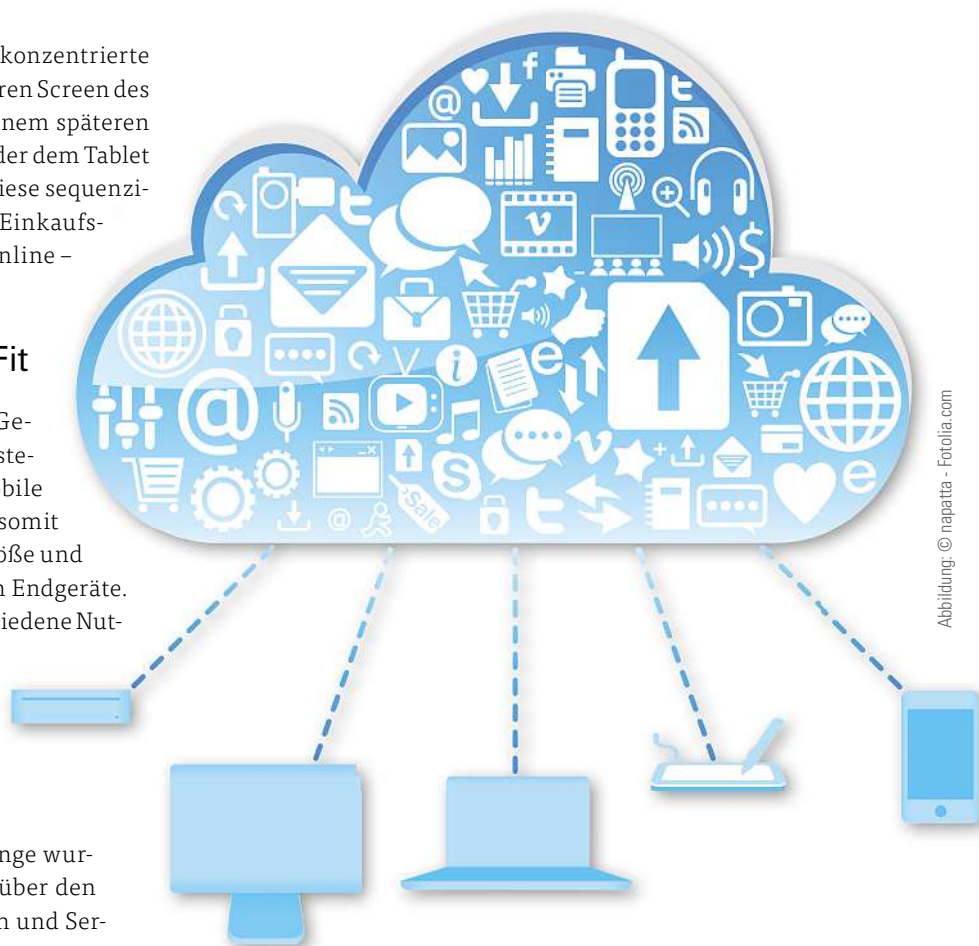 konzentrierte
ren Screen des
nem späteren
der dem Tablet
iese sequenzi-
Einkaufs-
nline –
Fit
Ge-
ste-
bile
somit
öße und
n Endgeräte.
iedene Nut-
nge wur-
über den
n und Ser-
Sale
Abbildung: © napatta - Fotolia.com